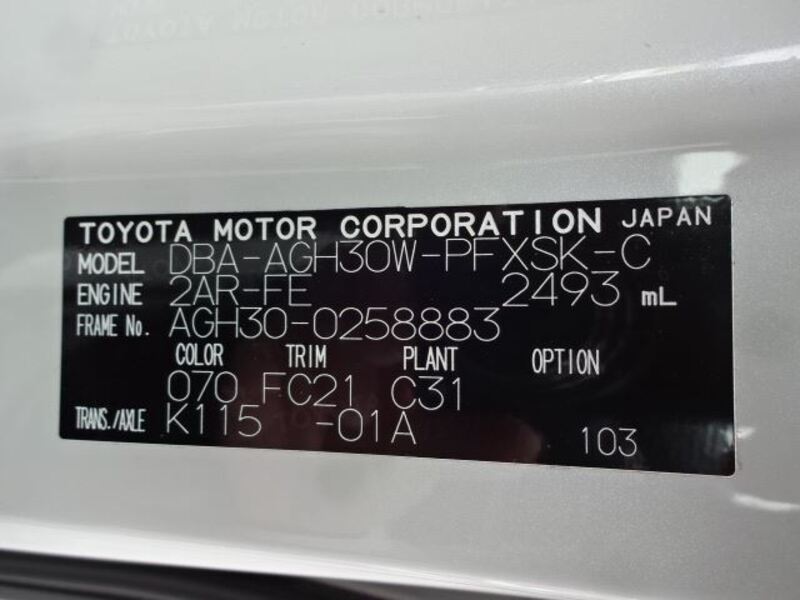 TOYOTA MOTOR CORPORATION JAPAN
MODEL DBA-AGH30W-PFXSK-C
ENGINE 2AR-FE 2493 mL
FRAME No. AGH30-0258883
COLOR TRIM PLANT OPTION
070 FC21 C31
TRANS./AXLE K115 -01A 103